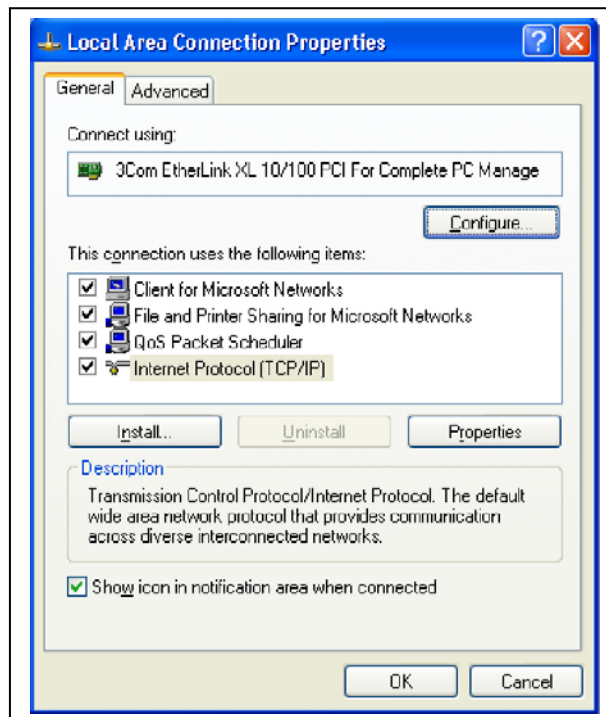 Local Area Connection Properties
General
Advanced
Connect using:
3Com EtherLink XL 10/100 PCI For Complete PC Manage
Configure...
This connection uses the following items:
Client for Microsoft Networks
File and Printer Sharing for Microsoft Networks
QoS Packet Scheduler
Internet Protocol (TCP/IP)
Install...
Uninstall
Properties
Description
Transmission Control Protocol/Internet Protocol. The default
wide area network protocol that provides communication
across diverse interconnected networks.
Show icon in notification area when connected
OK
Cancel